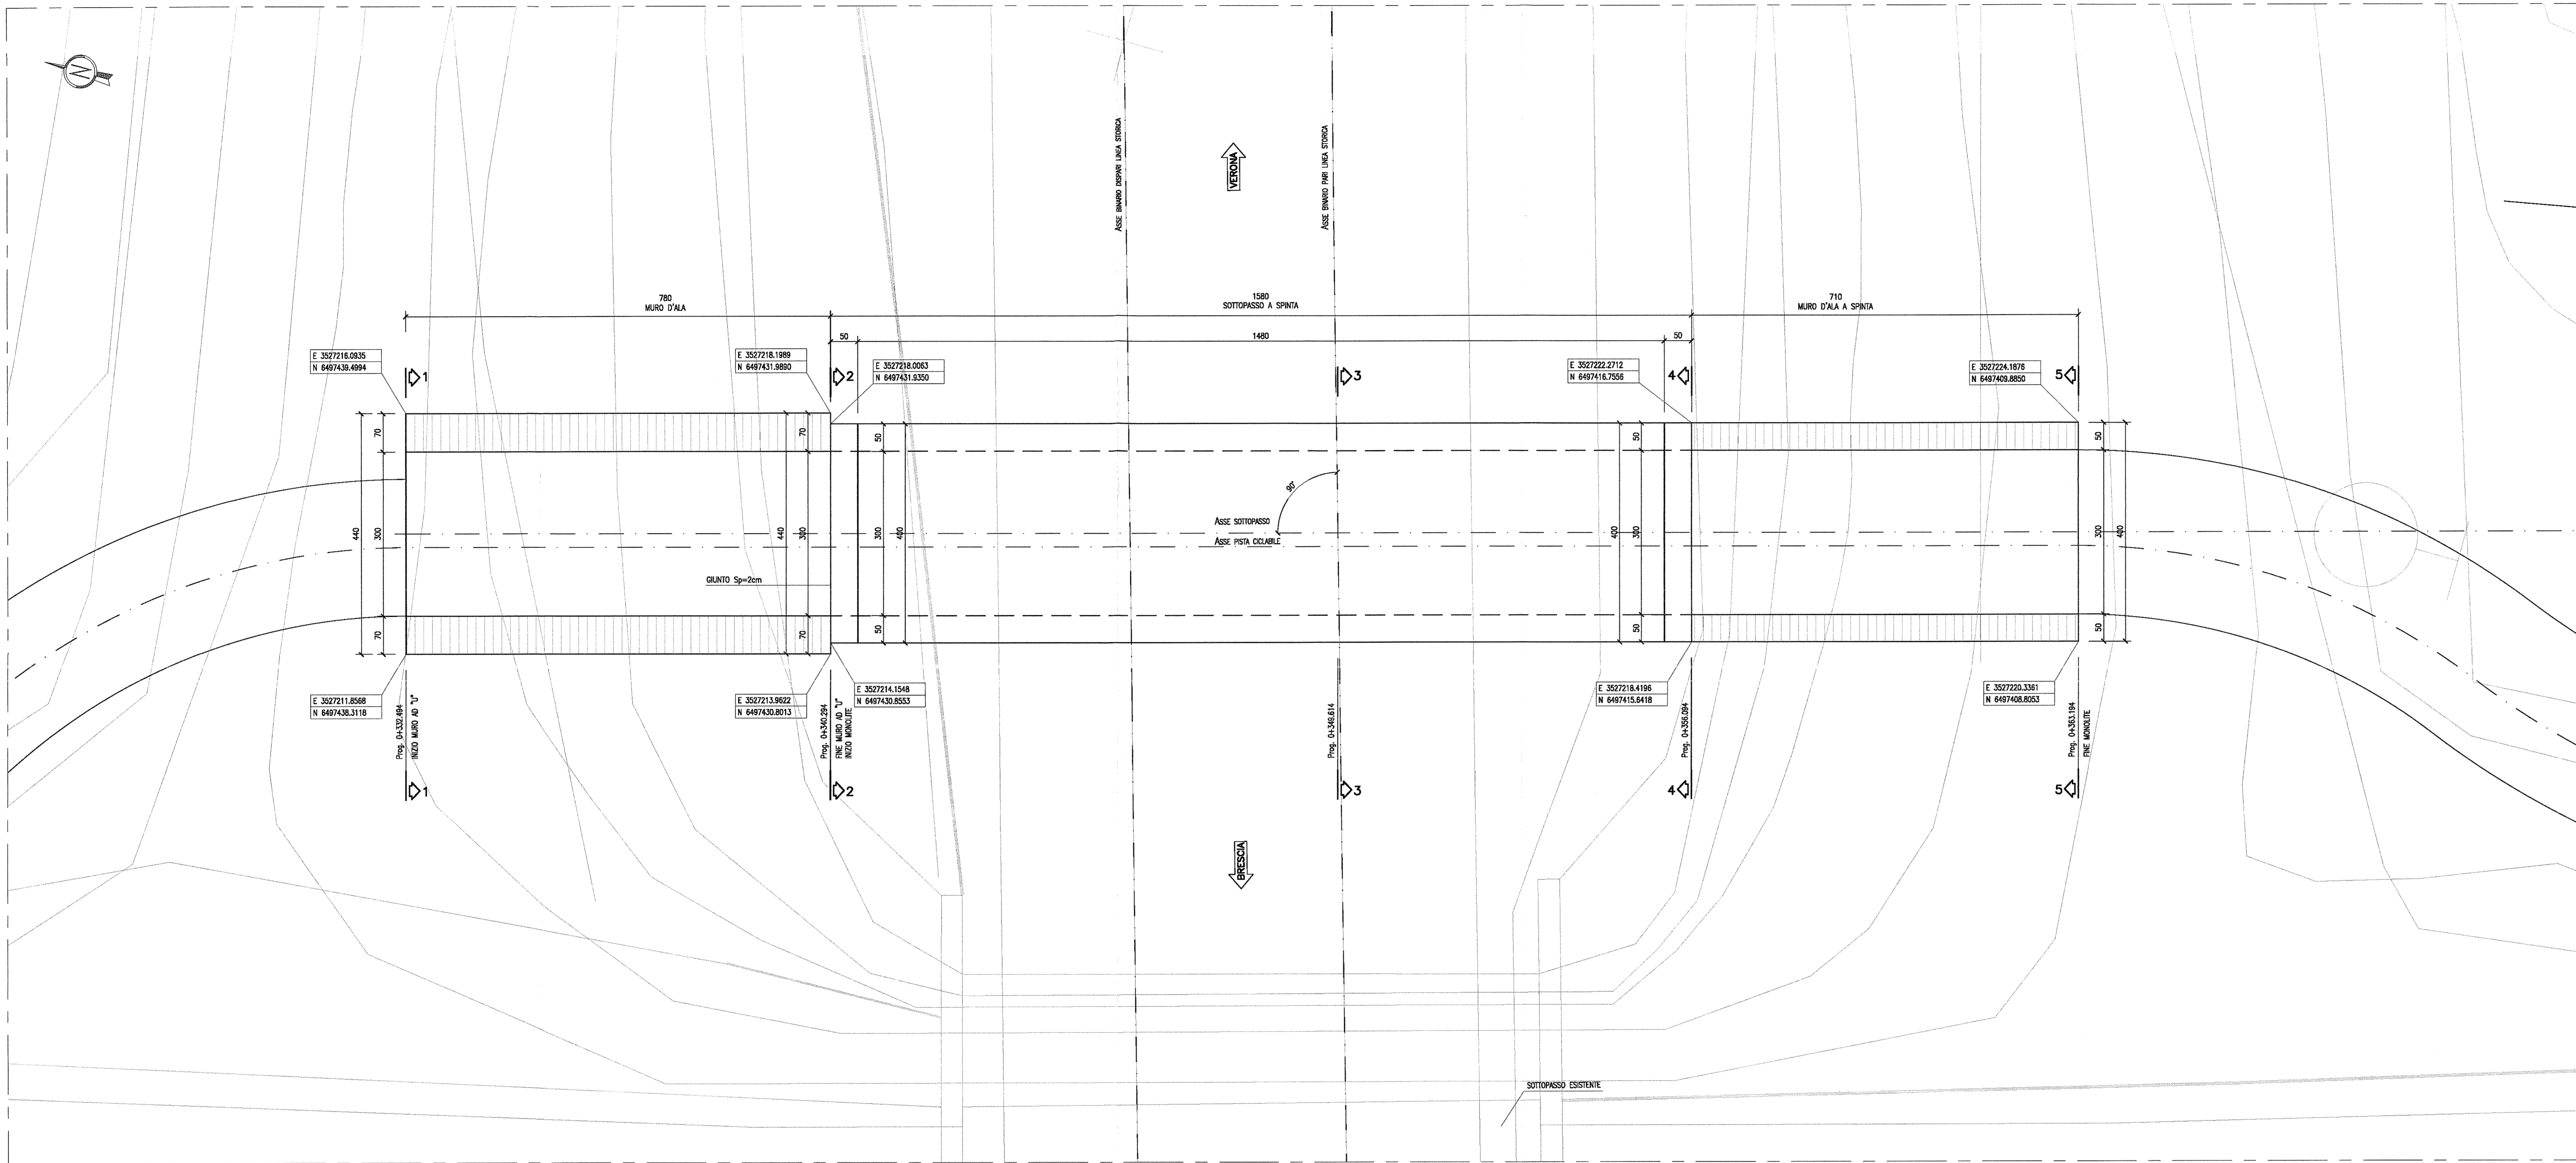 N
ASSE BINARIO DISPARI LINEA STORICA
VERONA
ASSE BINARIO PARI LINEA STORICA
780
MURO D'ALA
1580
SOTTOPASSO A SPINTA
710
MURO D'ALA A SPINTA
50
1480
50
E 3527216.0935
N 6497439.4994
E 3527218.1989
N 6497431.9890
E 3527218.0063
N 6497431.9350
E 3527222.2712
N 6497416.7556
E 3527224.1876
N 6497409.8850
1
2
3
4
5
70
70
50
50
50
440
300
440
300
300
400
90°
ASSE SOTTOPASSO
ASSE PISTA CICLABILE
400
300
300
400
GIUNTO Sp=2cm
70
70
50
50
50
E 3527211.8568
N 6497438.3118
E 3527213.9622
N 6497430.8013
E 3527214.1548
N 6497430.8553
E 3527218.4196
N 6497415.6418
E 3527220.3361
N 6497408.8053
Prog. 0+332.494
INIZIO MURO AD "U"
Prog. 0+340.294
FINE MURO AD "U"
INIZIO MONOLITE
Prog. 0+349.614
Prog. 0+356.094
Prog. 0+363.194
FINE MONOLITE
1
2
3
4
5
BRESCIA
SOTTOPASSO ESISTENTE